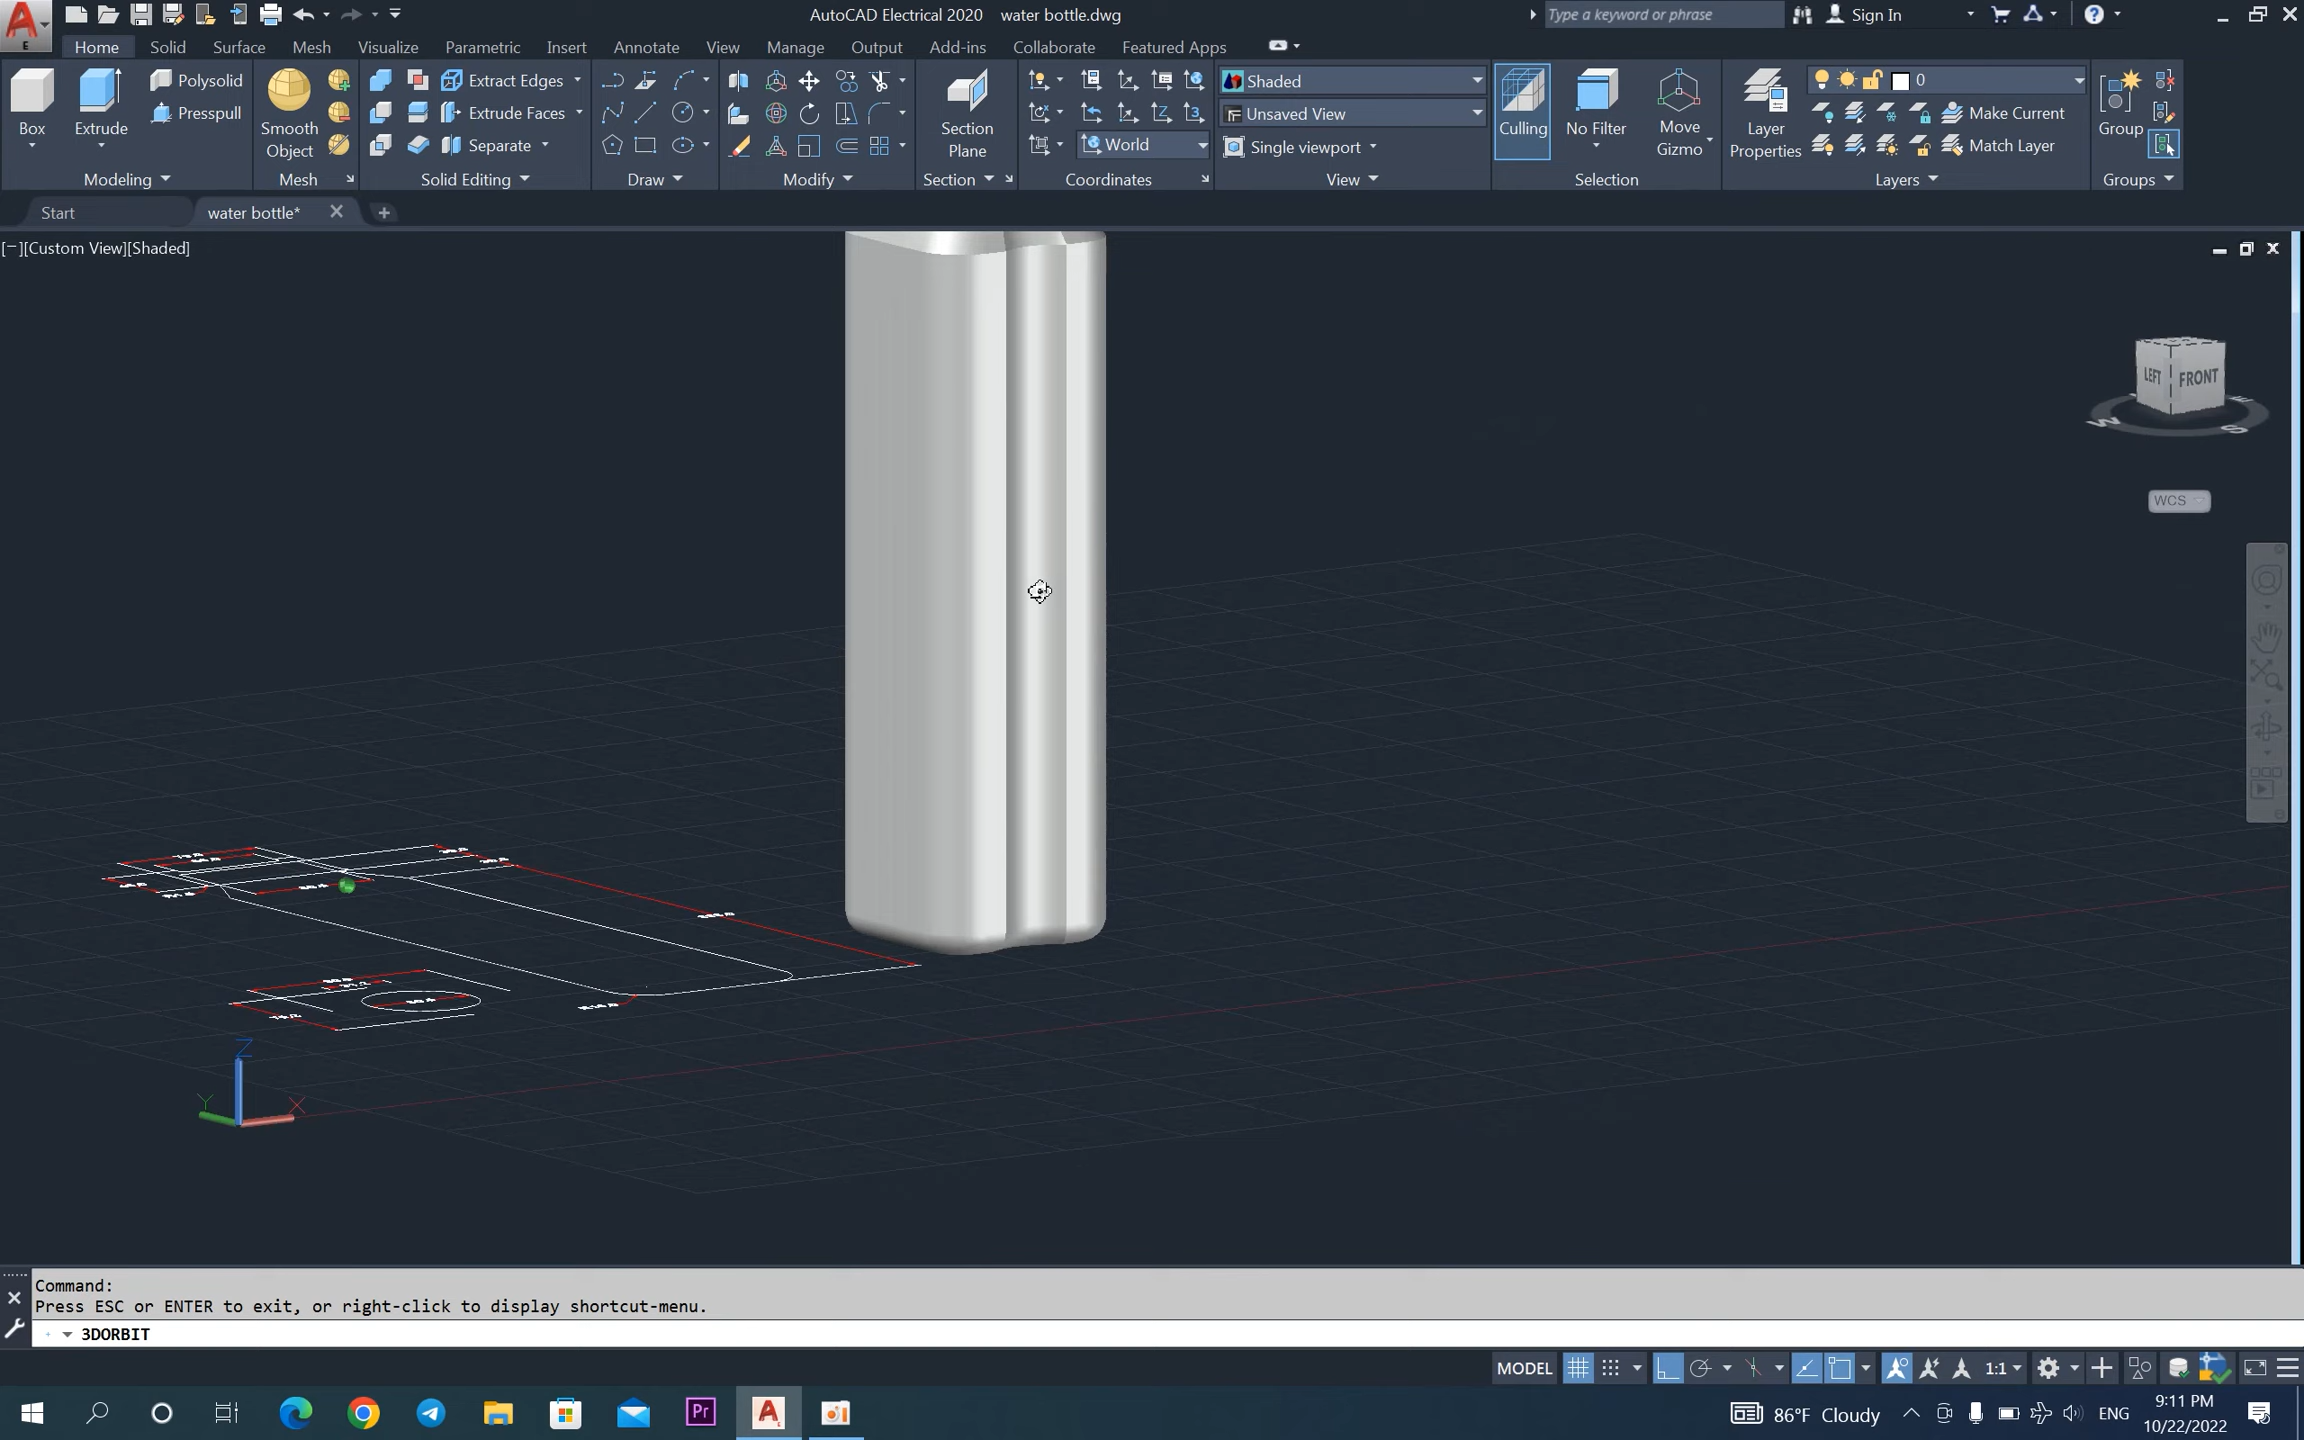 AutoCAD Electrical 2020 water bottle.dwg
Type a keyword or phrase
Sign In
E
Home Solid Surface Mesh Visualize Parametric Insert Annotate View Manage Output Add-ins Collaborate Featured Apps
Box
Extrude
Polysolid
Presspull
Modeling
Smooth Object
Mesh
Extract Edges
Extrude Faces
Separate
Solid Editing
Draw
Modify
Section Plane
Section
World
Coordinates
Shaded
Unsaved View
Single viewport
View
Culling
No Filter
Move Gizmo
Selection
Layer Properties
0
Make Current
Match Layer
Layers
Group
Groups
Start
water bottle*
[−][Custom View][Shaded]
LEFT FRONT
W S E
WCS
Z
Y X
Command:
Press ESC or ENTER to exit, or right-click to display shortcut-menu.
3DORBIT
MODEL
1:1
86°F Cloudy
ENG
9:11 PM
10/22/2022
Pr